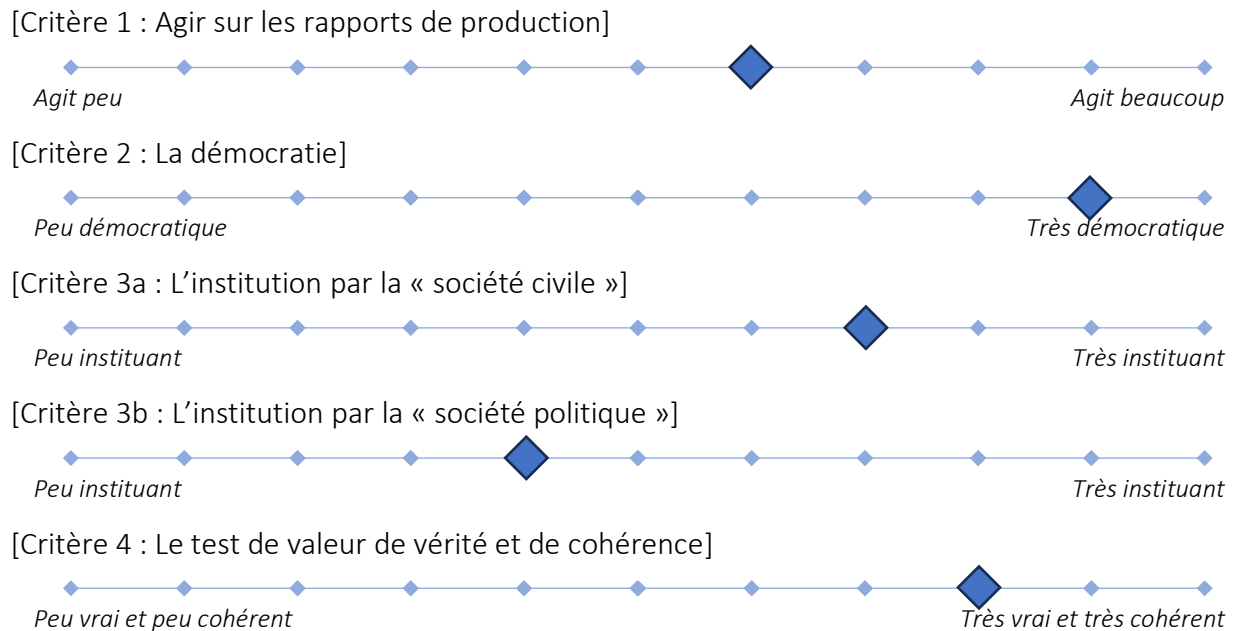 [Critère 1 : Agir sur les rapports de production]
Agit peu
Agit beaucoup
[Critère 2 : La démocratie]
Peu démocratique
Très démocratique
[Critère 3a : L’institution par la « société civile »]
Peu instituant
Très instituant
[Critère 3b : L’institution par la « société politique »]
Peu instituant
Très instituant
[Critère 4 : Le test de valeur de vérité et de cohérence]
Peu vrai et peu cohérent
Très vrai et très cohérent